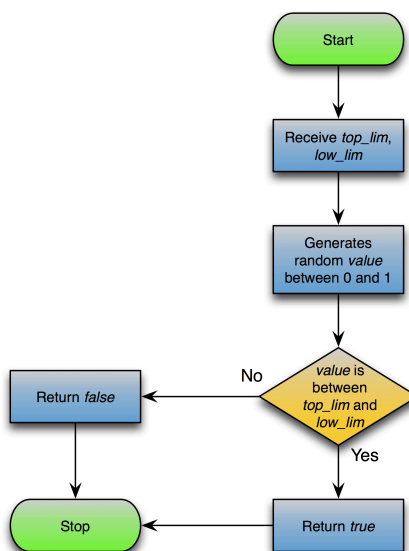 Start
Receive top_lim,
low_lim
Generates
random value
between 0 and 1
value is
between
top_lim and
low_lim
No
Return false
Yes
Stop
Return true